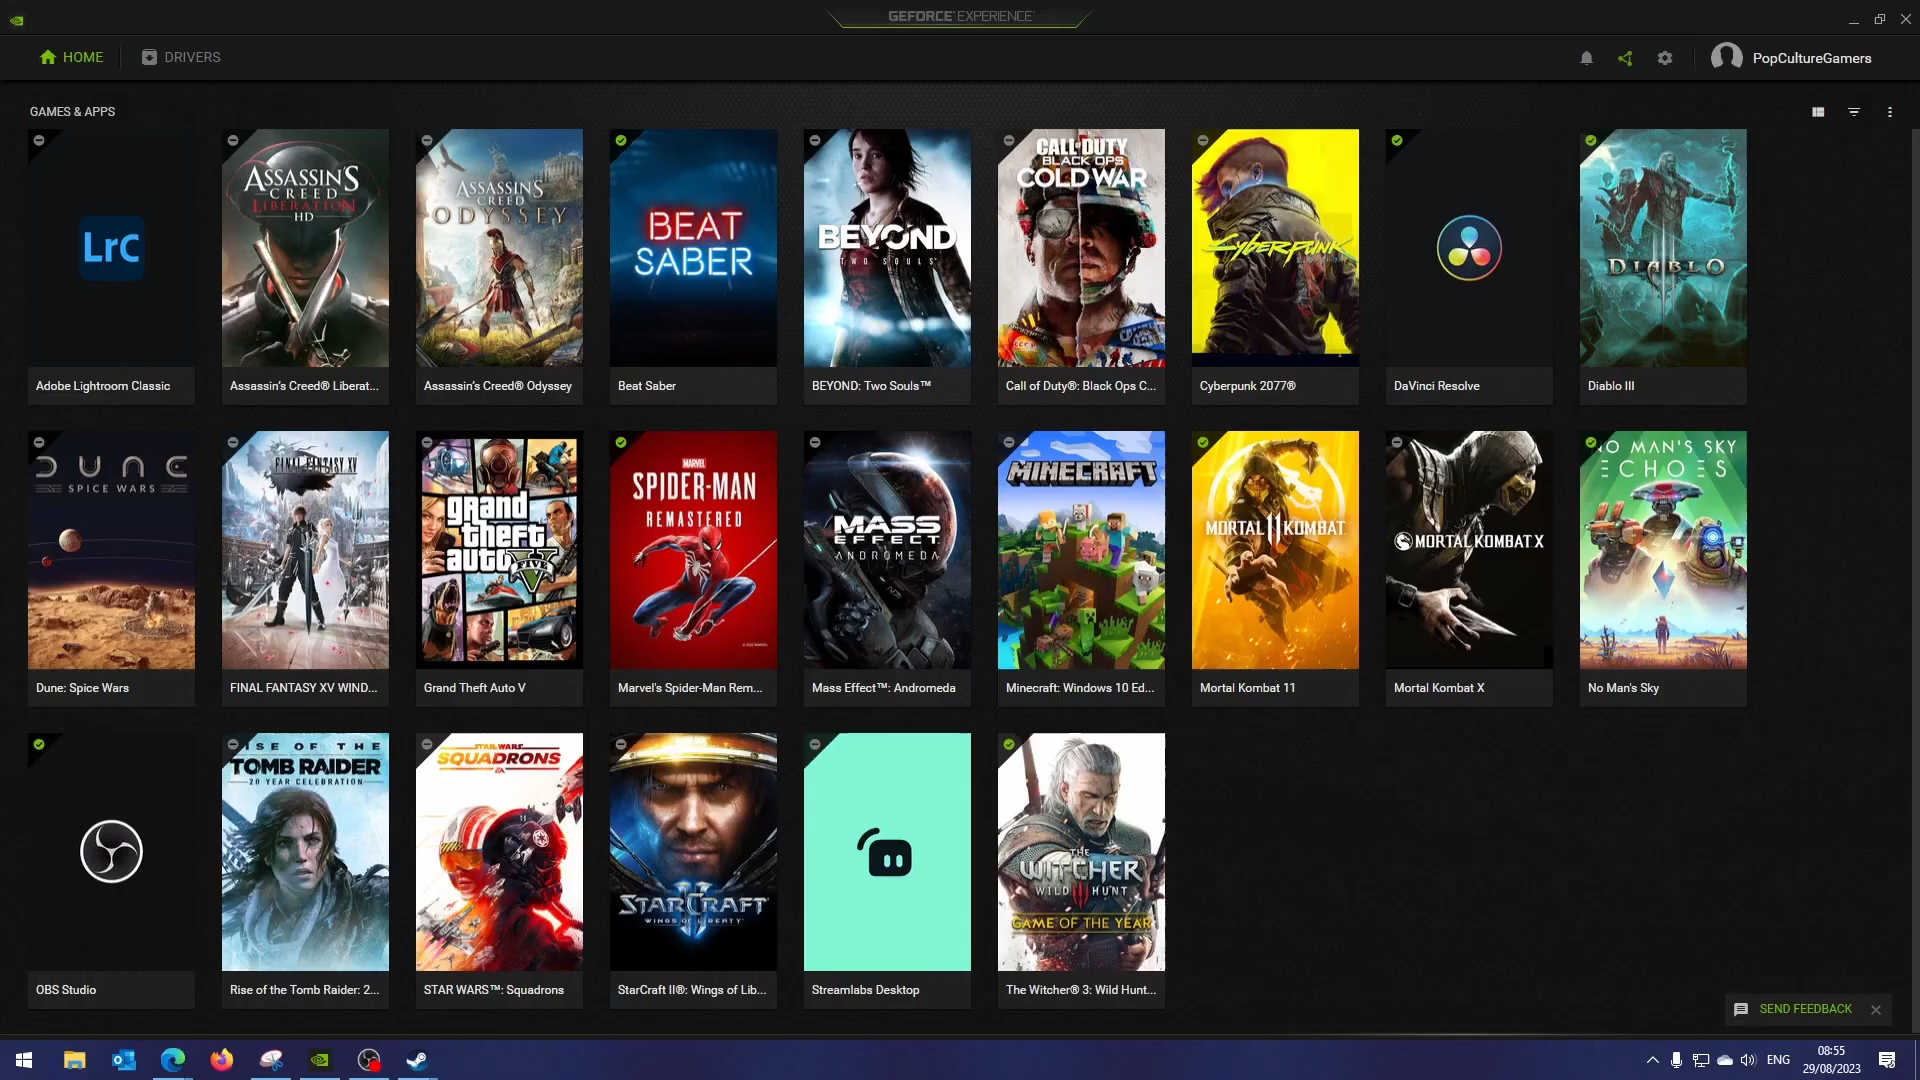 GEFORCE EXPERIENCE
HOME
DRIVERS
PopCultureGamers
GAMES & APPS
LrC
ASSASSIN'S
CREED
LIBERATION
HD
ASSASSIN'S
CREED
ODYSSEY
BEAT
SABER
BEYOND
TWO SOULS
CALL OF DUTY
BLACK OPS
COLD WAR
Cyberpunk
DIABLO
III
Adobe Lightroom Classic
Assassin's Creed® Liberat...
Assassin's Creed® Odyssey
Beat Saber
BEYOND: Two Souls™
Call of Duty®: Black Ops C...
Cyberpunk 2077®
DaVinci Resolve
Diablo III
DUNE
SPICE WARS
FINAL FANTASY XV
grand
theft
auto
V
FIVE
MARVEL
SPIDER-MAN
REMASTERED
MASS
EFFECT
ANDROMEDA
N7
MINECRAFT
MORTAL 11 KOMBAT
MORTAL KOMBAT X
NO MAN'S SKY
ECHOES
Dune: Spice Wars
FINAL FANTASY XV WIND...
Grand Theft Auto V
Marvel's Spider-Man Rem...
Mass Effect™: Andromeda
Minecraft: Windows 10 Ed...
Mortal Kombat 11
Mortal Kombat X
No Man's Sky
RISE OF THE
TOMB RAIDER
20 YEAR CELEBRATION
STAR WARS
SQUADRONS
EA
STARCRAFT
II
WINGS OF LIBERTY
THE
WITCHER
III
WILD HUNT
GAME OF THE YEAR
OBS Studio
Rise of the Tomb Raider: 2...
STAR WARS™: Squadrons
StarCraft II®: Wings of Lib...
Streamlabs Desktop
The Witcher® 3: Wild Hunt...
SEND FEEDBACK
ENG
08:55
29/08/2023